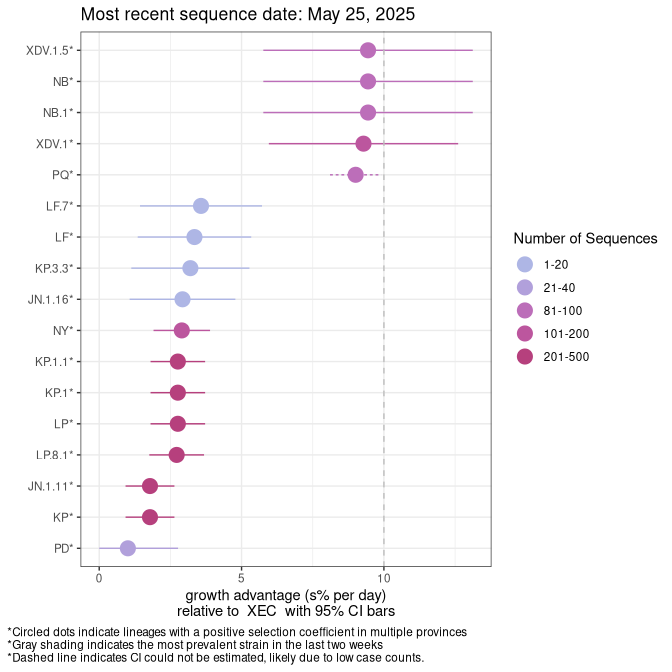 Most recent sequence date: May 25, 2025
XDV.1.5*
NB*
NB.1*
XDV.1*
PQ*
LF.7*
LF*
KP.3.3*
JN.1.16*
NY*
KP.1.1*
KP.1*
LP*
LP.8.1*
JN.1.11*
KP*
PD*
0 5 10
growth advantage (s% per day)
relative to XEC with 95% CI bars
Number of Sequences
1-20
21-40
81-100
101-200
201-500
*Circled dots indicate lineages with a positive selection coefficient in multiple provinces
*Gray shading indicates the most prevalent strain in the last two weeks
*Dashed line indicates CI could not be estimated, likely due to low case counts.